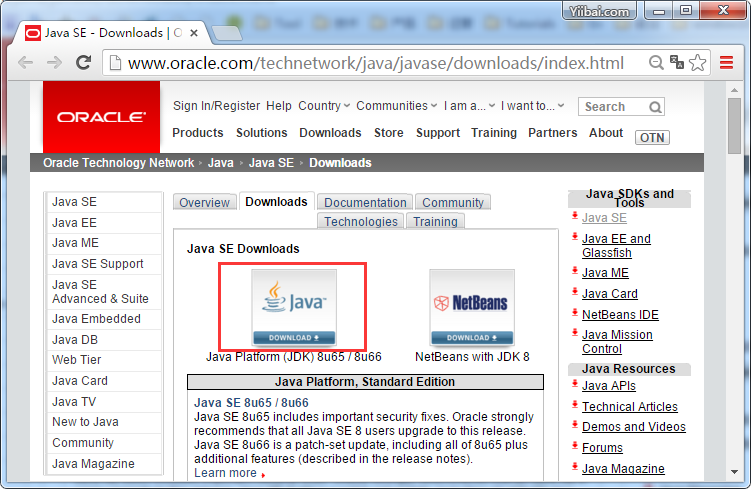 Yiibai.com
Java SE - Downloads | O
www.oracle.com/technetwork/java/javase/downloads/index.html
ORACLE
Sign In/Register Help Country Communities I am a... I want to... Search
Products Solutions Downloads Store Support Training Partners About OTN
Oracle Technology Network > Java > Java SE > Downloads
Java SE
Java EE
Java ME
Java SE Support
Java SE
Advanced & Suite
Java Embedded
Java DB
Web Tier
Java Card
Java TV
New to Java
Community
Java Magazine
Overview Downloads Documentation Community
Technologies Training
Java SE Downloads
Java™
DOWNLOAD
Java Platform (JDK) 8u65 / 8u66
NetBeans
DOWNLOAD
NetBeans with JDK 8
Java Platform, Standard Edition
Java SE 8u65 / 8u66
Java SE 8u65 includes important security fixes. Oracle strongly
recommends that all Java SE 8 users upgrade to this release.
Java SE 8u66 is a patch-set update, including all of 8u65 plus
additional features (described in the release notes).
Learn more
Java SDKs and
Tools
Java SE
Java EE and
Glassfish
Java ME
Java Card
NetBeans IDE
Java Mission
Control
Java Resources
Java APIs
Technical Articles
Demos and Videos
Forums
Java Magazine